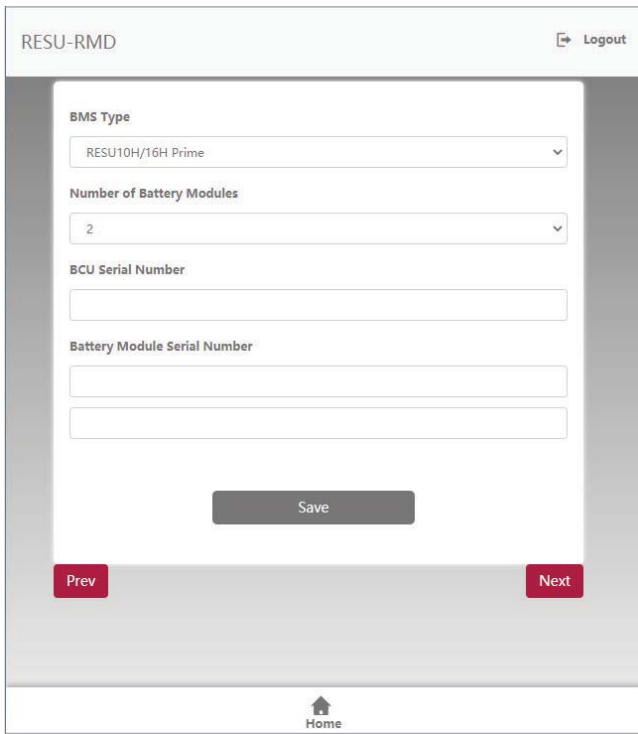 RESU-RMD
Logout
BMS Type
RESU10H/16H Prime
Number of Battery Modules
2
BCU Serial Number
Battery Module Serial Number
Save
Prev
Next
Home